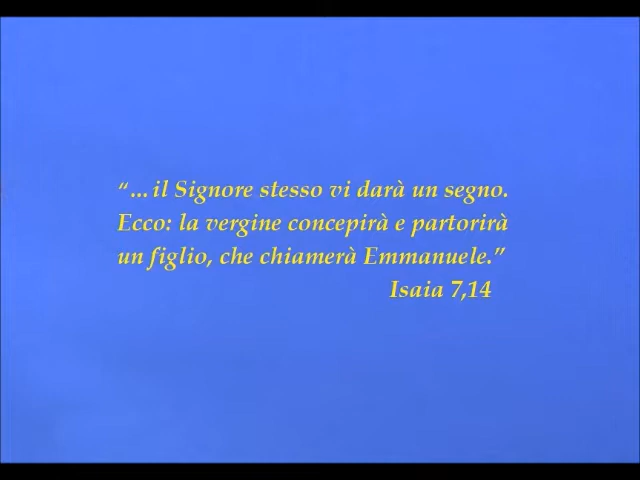 “...il Signore stesso vi darà un segno.
Ecco: la vergine concepirà e partorirà
un figlio, che chiamerà Emmanuele.”
Isaia 7,14